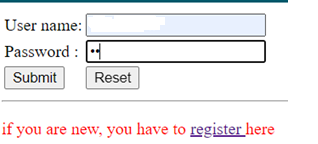 User name:
Password : ••
Submit Reset
if you are new, you have to register here